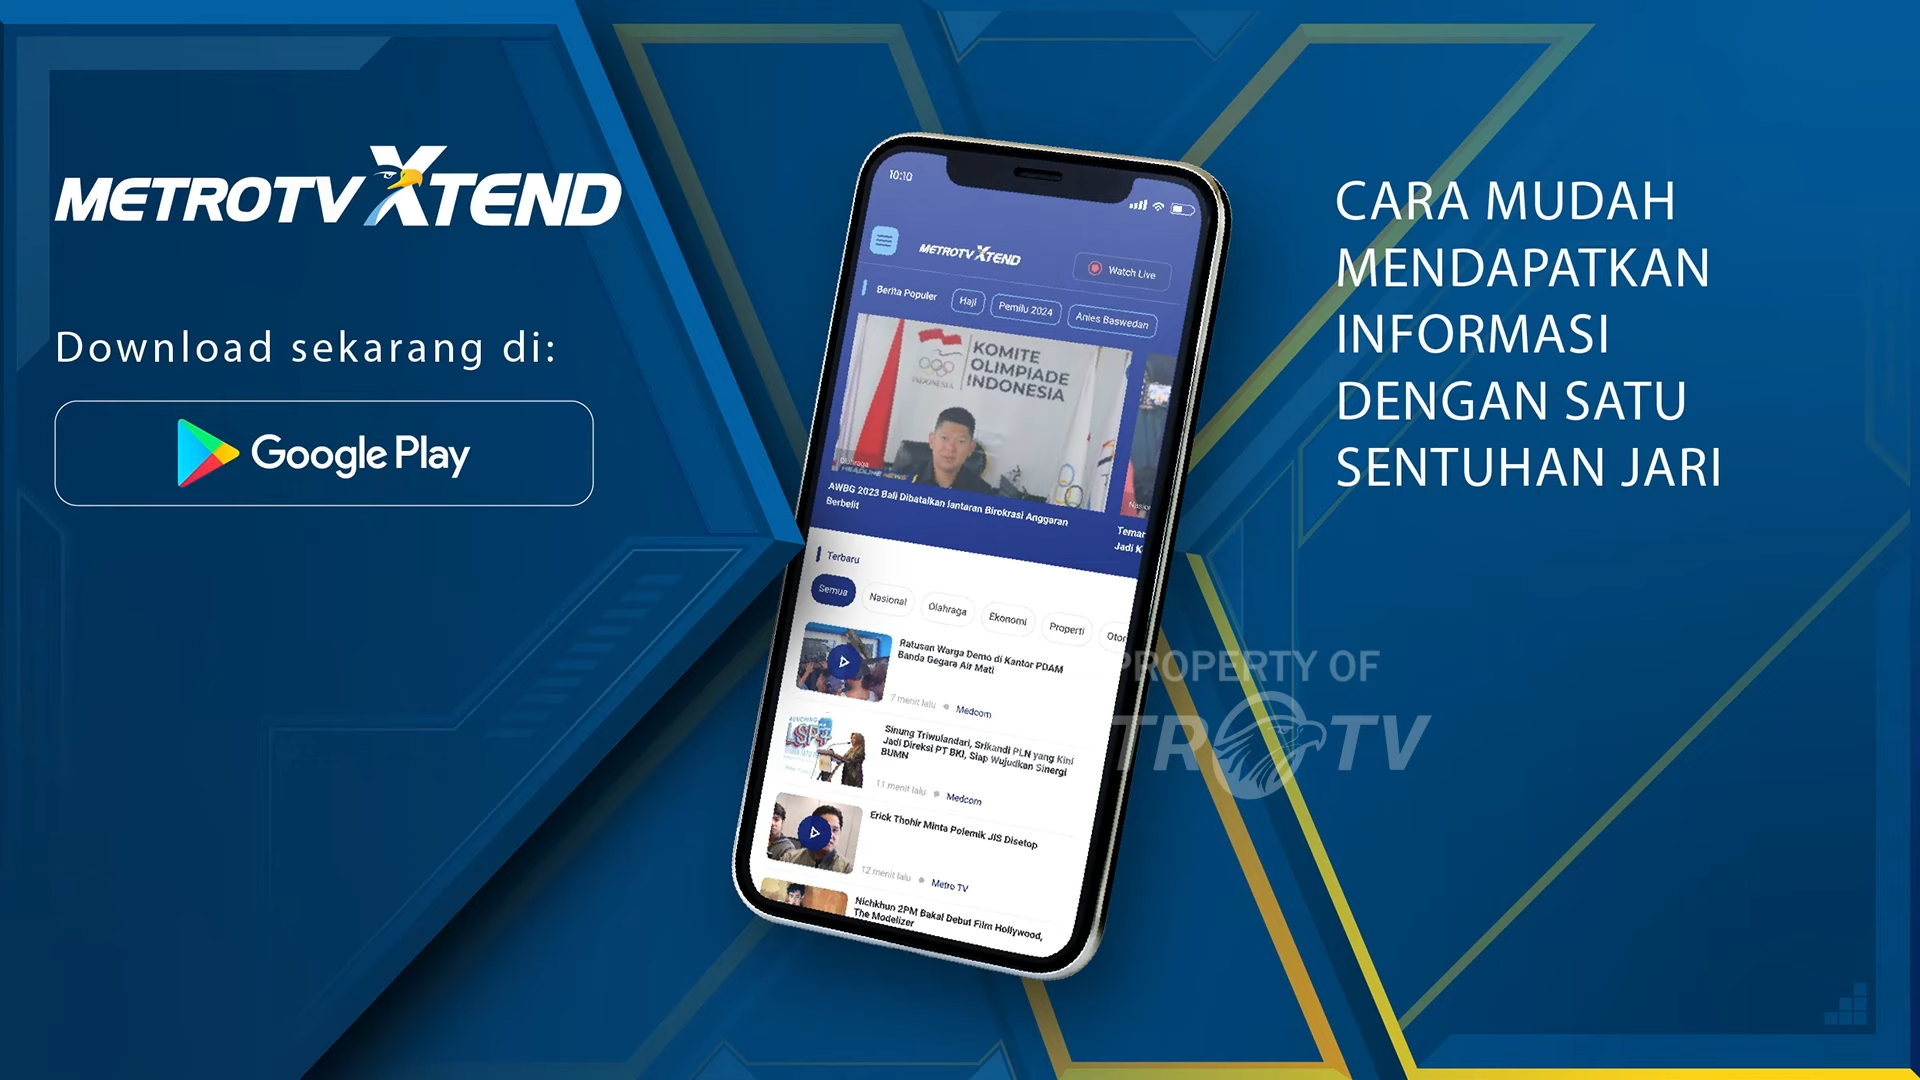 METROTV XTEND
Download sekarang di:
Google Play
10:10
METROTV XTEND
Watch Live
Berita Populer
Haji
Pemilu 2024
Anies Baswedan
KOMITE
OLIMPIADE
INDONESIA
INDONESIA
Olahraga
HEADLINE NEWS
AWBG 2023 Bali Dibatalkan lantaran Birokrasi Anggaran
Berbelit
Terbaru
Semua
Nasional
Olahraga
Ekonomi
Properti
Ratusan Warga Demo di Kantor PDAM
Banda Gegara Air Mati
7 menit lalu
Medcom
Sinung Triwulandari, Srikandi PLN yang Kini
Jadi Direksi PT BKI, Siap Wujudkan Sinergi
BUMN
11 menit lalu
Medcom
Erick Thohir Minta Polemik JIS Disetop
12 menit lalu
Metro TV
Nichkhun 2PM Bakal Debut Film Hollywood,
The Modelizer
CARA MUDAH
MENDAPATKAN
INFORMASI
DENGAN SATU
SENTUHAN JARI
PROPERTY OF
TROTV